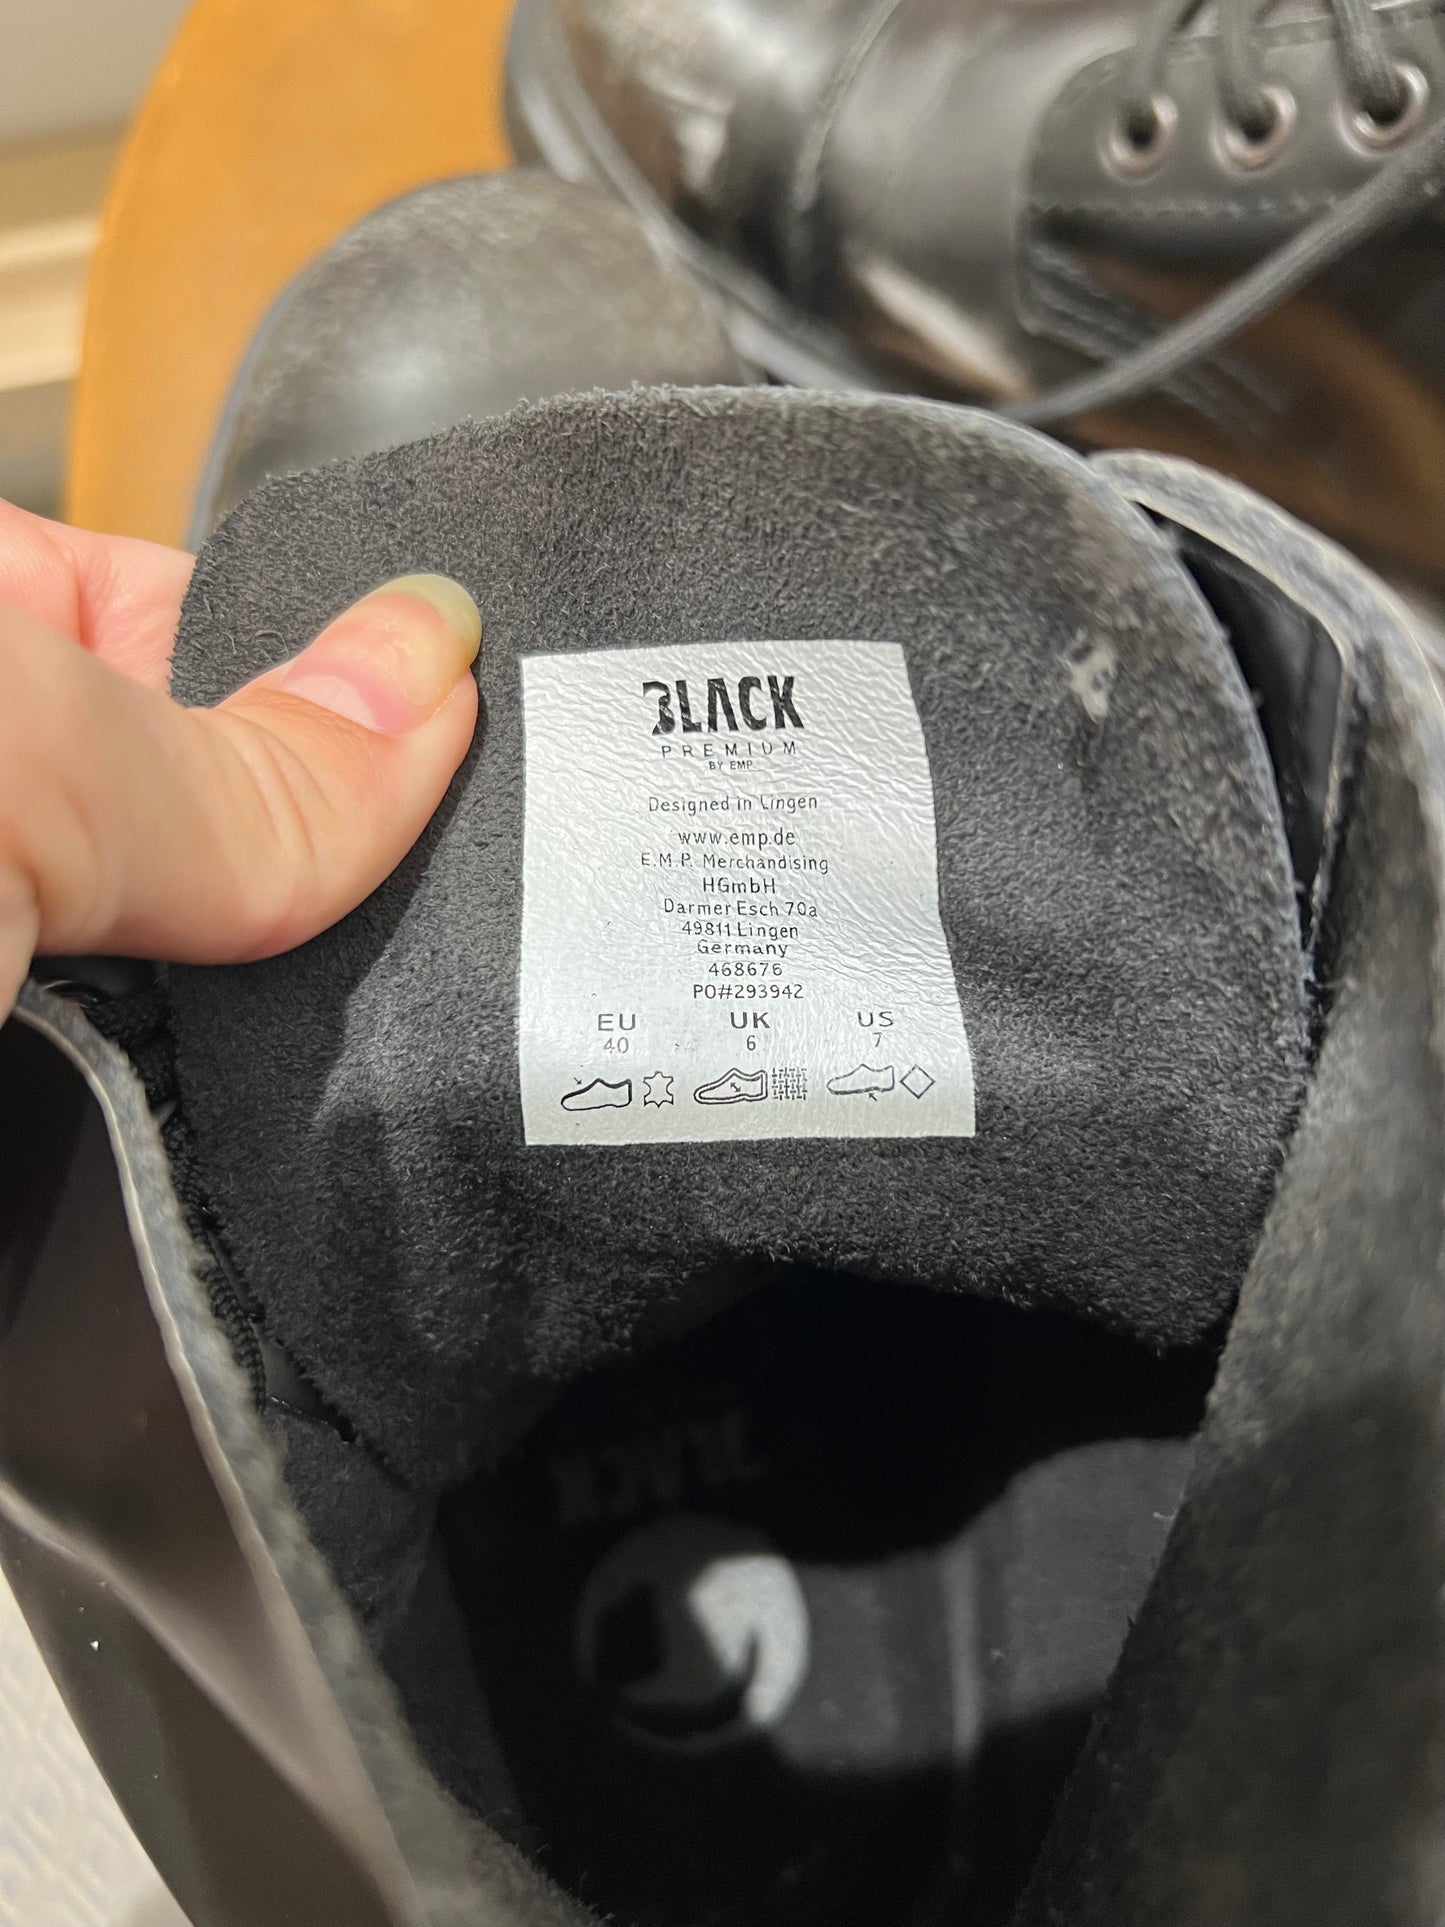 BLACK
PREMIUM
BY EMP
Designed in Lingen
www.emp.de
E.M.P. Merchandising
HGmbH
Darmer Esch 70a
49811 Lingen
Germany
468676
PO#293942
EU UK US
40 6 7
BLACK